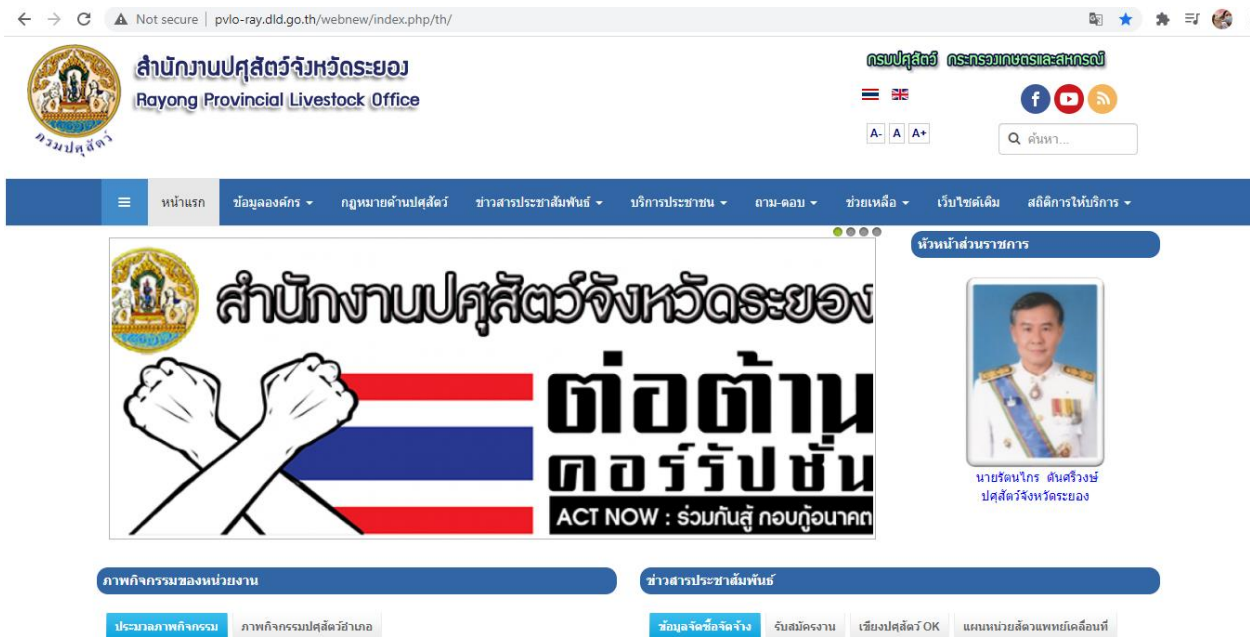 Not secure | pvlo-ray.dld.go.th/webnew/index.php/th/
สำนักงานปศุสัตว์จังหวัดระยอง
Rayong Provincial Livestock Office
กรมปศุสัตว์
กรมปศุสัตว์ กระทรวงเกษตรและสหกรณ์
A- A A+
ค้นหา...
หน้าแรก ข้อมูลองค์กร กฎหมายด้านปศุสัตว์ ข่าวสารประชาสัมพันธ์ บริการประชาชน ถาม-ตอบ ช่วยเหลือ เว็บไซต์เดิม สถิติการให้บริการ
สำนักงานปศุสัตว์จังหวัดระยอง
ต่อต้าน
คอร์รัปชั่น
ACT NOW : ร่วมกันสู้ กอบกู้อนาคต
หัวหน้าส่วนราชการ
นายรัตนไกร ตันศรีวงษ์
ปศุสัตว์จังหวัดระยอง
ภาพกิจกรรมของหน่วยงาน
ข่าวสารประชาสัมพันธ์
ประมวลภาพกิจกรรม ภาพกิจกรรมปศุสัตว์อำเภอ
ข้อมูลจัดซื้อจัดจ้าง รับสมัครงาน เขียงปศุสัตว์ OK แผนหน่วยสัตวแพทย์เคลื่อนที่